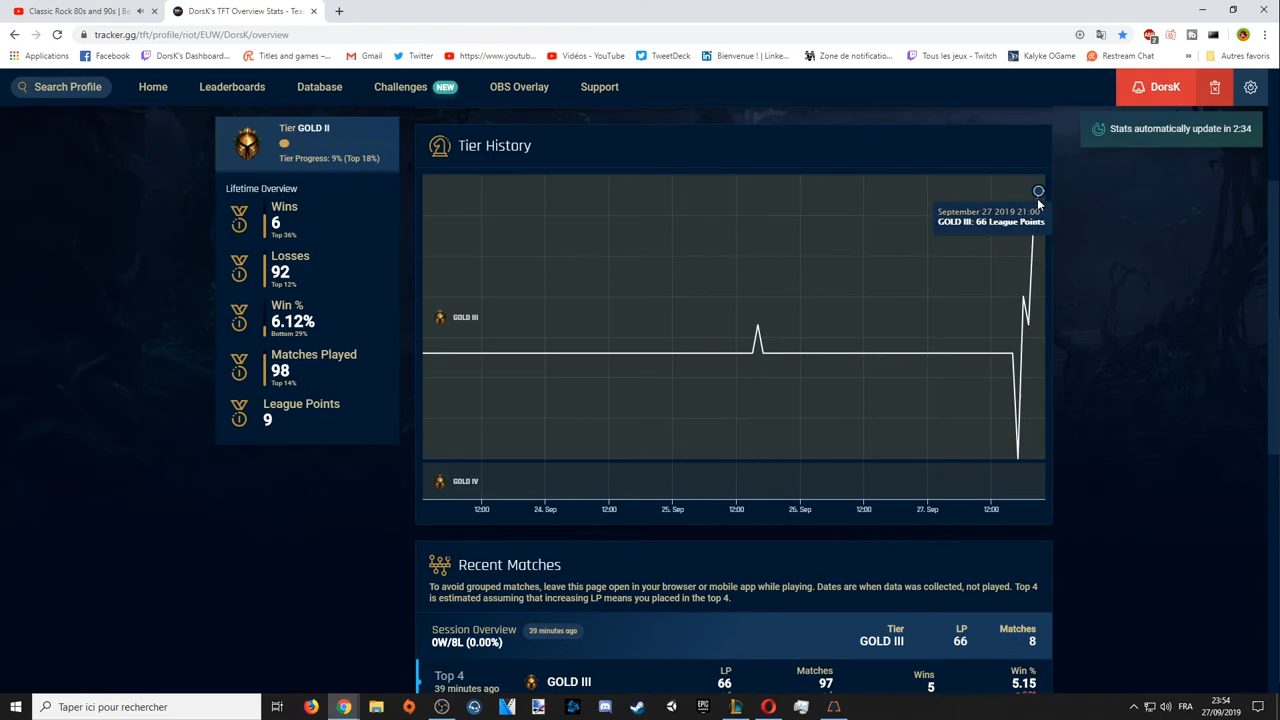 Classic Rock 80s and 90s | Be
DorsK's TFT Overview Stats - Tea
tracker.gg/tft/profile/riot/EUW/DorsK/overview
Applications
Facebook
DorsK's Dashboard...
Titles and games –...
Gmail
Twitter
https://www.youtub...
Vidéos - YouTube
TweetDeck
Bienvenue ! | Linke...
Zone de notificatio...
Tous les jeux - Twitch
Kalyke OGame
Restream Chat
»
Autres favoris
Search Profile
Home
Leaderboards
Database
Challenges NEW
OBS Overlay
Support
DorsK
Stats automatically update in 2:34
Tier GOLD II
Tier Progress: 9% (Top 18%)
Lifetime Overview
Wins
6
Top 36%
Losses
92
Top 12%
Win %
6.12%
Bottom 29%
Matches Played
98
Top 14%
League Points
9
Tier History
September 27 2019 21:00
GOLD III: 66 League Points
GOLD III
GOLD IV
12:00 24. Sep 12:00 25. Sep 12:00 26. Sep 12:00 27. Sep 12:00
Recent Matches
To avoid grouped matches, leave this page open in your browser or mobile app while playing. Dates are when data was collected, not played. Top 4
is estimated assuming that increasing LP means you placed in the top 4.
Session Overview 39 minutes ago
0W/8L (0.00%)
Tier
GOLD III
LP
66
Matches
8
Top 4
39 minutes ago
GOLD III
LP
66
Matches
97
Wins
5
Win %
5.15
Taper ici pour rechercher
FRA
23:54
27/09/2019